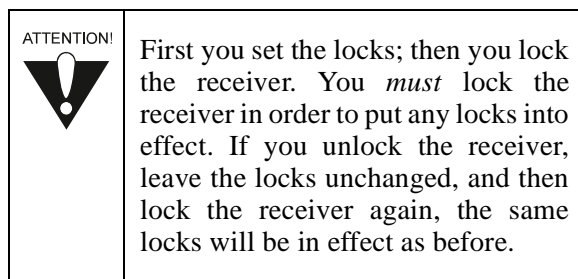 ATTENTION!
First you set the locks; then you lock
the receiver. You must lock the
receiver in order to put any locks into
effect. If you unlock the receiver,
leave the locks unchanged, and then
lock the receiver again, the same
locks will be in effect as before.